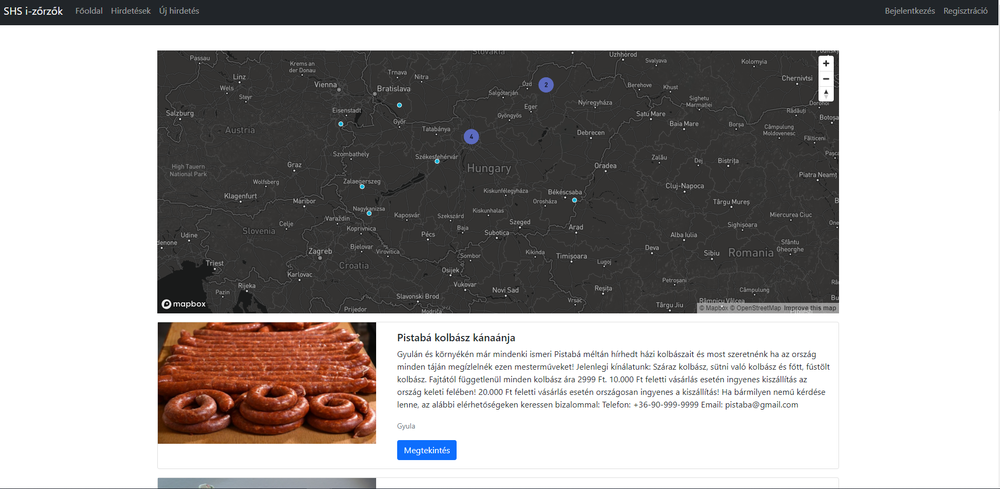 SHS i-zőrzők Főoldal Hirdetések Új hirdetés Bejelentkezés Regisztráció
Slovakia
Passau
Uzhhorod
Svalyava
Kolomyia
Krems an
der Donau
Trnava
Nitra
Linz
Wels
Steyr
Vienna
Bratislava
Ózd
2
Salgótarján
Berehove
Khust
Chernivtsi
Nyíregyháza
Sighetu
Marmației
Dorohoi
Salzburg
Eisenstadt
Eger
Gyöngyös
Satu Mare
Rădăuți
Botoșa
Győr
Tatabánya
Baia Mare
Borșa
Câmpulung
Moldovenesc
Austria
4
Debrecen
Fălticeni
Szombathely
Székesfehérvár
Zalău
Dej
Bistrița
Pașca
High Tauern
National Park
Graz
Hungary
Oradea
Piatra Neamț
Wolfsberg
Zalaegerszeg
Cluj-Napoca
Klagenfurt
Maribor
Kiskunfélegyháza
Békéscsaba
Orosháza
Târgu Mureș
Nagykanizsa
Kaposvár
Szekszárd
Kiskunhalas
Miercurea Ciuc
Varaždin
Celje
Koprivnica
Pécs
Baja
Szeged
Subotica
Arad
Sighișoara
Slovenia
Udine
Alba Iulia
denone
Zagreb
Bjelovar
Virovitica
Sombor
Kikinda
Timișoara
Lugoj
Deva
Sibiu
Romania
Sfântu
Gheorghe
Triest
Croatia
Osijek
Karlovac
Vukovar
Novi Sad
Reșița
Petroșani
Câmpulung
Pazin
Rijeka
Slavonski Brod
Vrsac
Târgu Jiu
Râmnicu Vâlcea
Prijedor
Modriča
mapbox
© Mapbox © OpenStreetMap Improve this map
Ploiești
Pistabá kolbász kánaánja
Gyulán és környékén már mindenki ismeri Pistabá méltán hírhedt házi kolbászait és most szeretnénk ha az ország
minden táján megízlelnék ezen mesterműveket! Jelenlegi kínálatunk: Száraz kolbász, sütni való kolbász és főtt, füstölt
kolbász. Fajtától függetlenül minden kolbász ára 2999 Ft. 10.000 Ft feletti vásárlás esetén ingyenes kiszállítás az
ország keleti felében! 20.000 Ft feletti vásárlás esetén országosan ingyenes a kiszállítás! Ha bármilyen nemű kérdése
lenne, az alábbi elérhetőségeken keressen bizalommal: Telefon: +36-90-999-9999 Email: pistaba@gmail.com
Gyula
Megtekintés